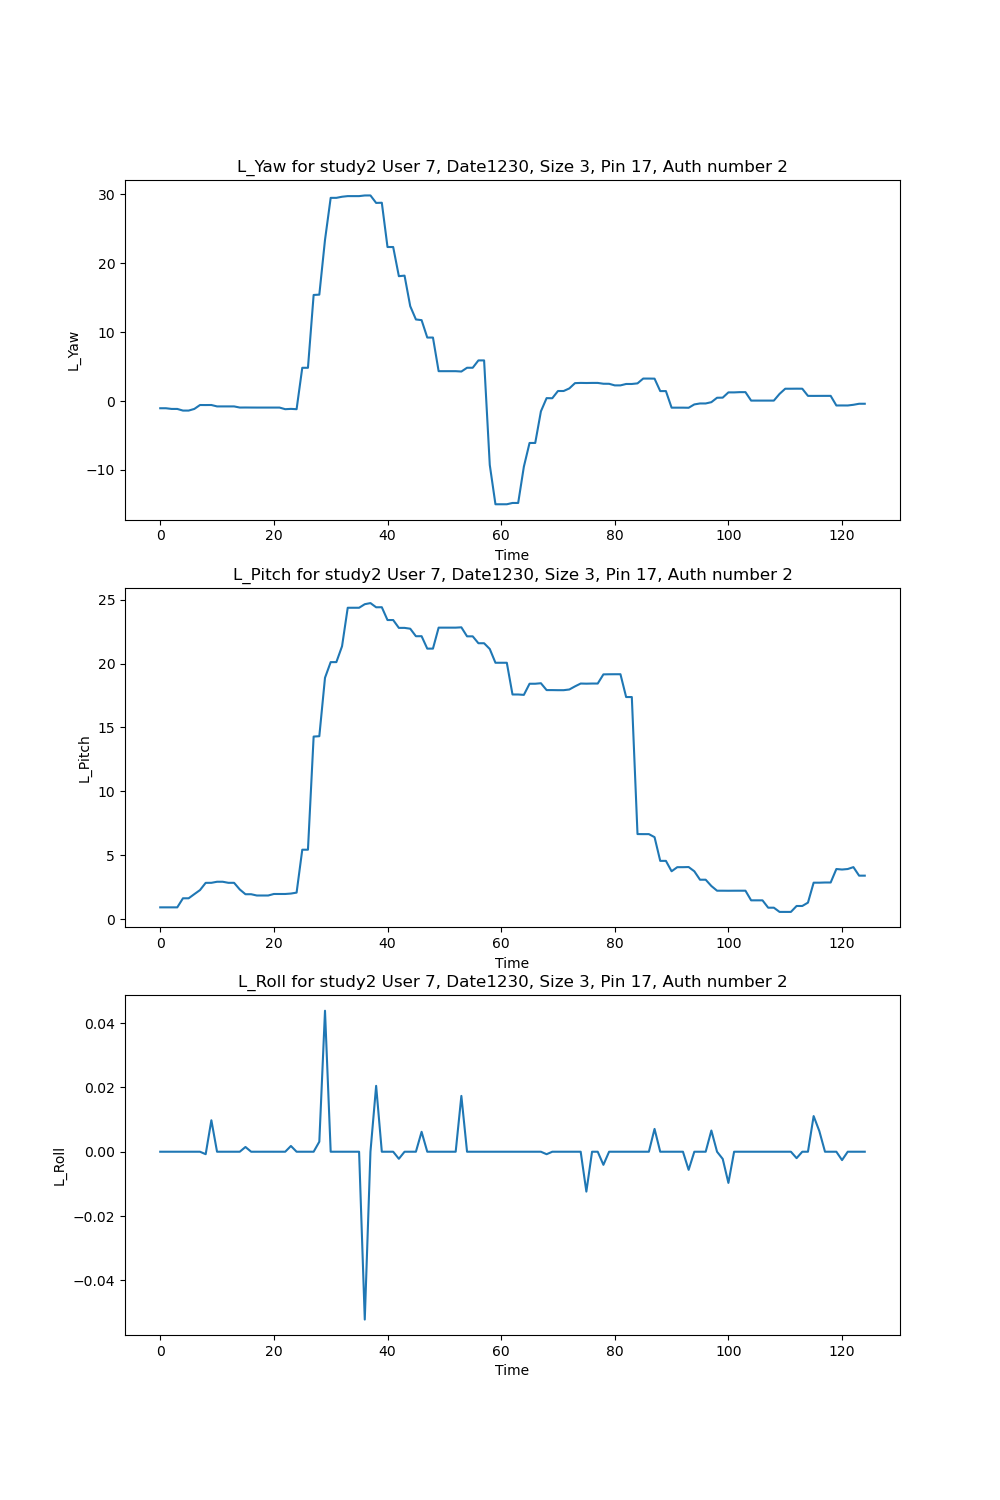 L_Yaw for study2 User 7, Date1230, Size 3, Pin 17, Auth number 2
30
20
10
0
−10
L_Yaw
0 20 40 60 80 100 120
Time
L_Pitch for study2 User 7, Date1230, Size 3, Pin 17, Auth number 2
25
20
15
10
5
0
L_Pitch
0 20 40 60 80 100 120
Time
L_Roll for study2 User 7, Date1230, Size 3, Pin 17, Auth number 2
0.04
0.02
0.00
−0.02
−0.04
L_Roll
0 20 40 60 80 100 120
Time